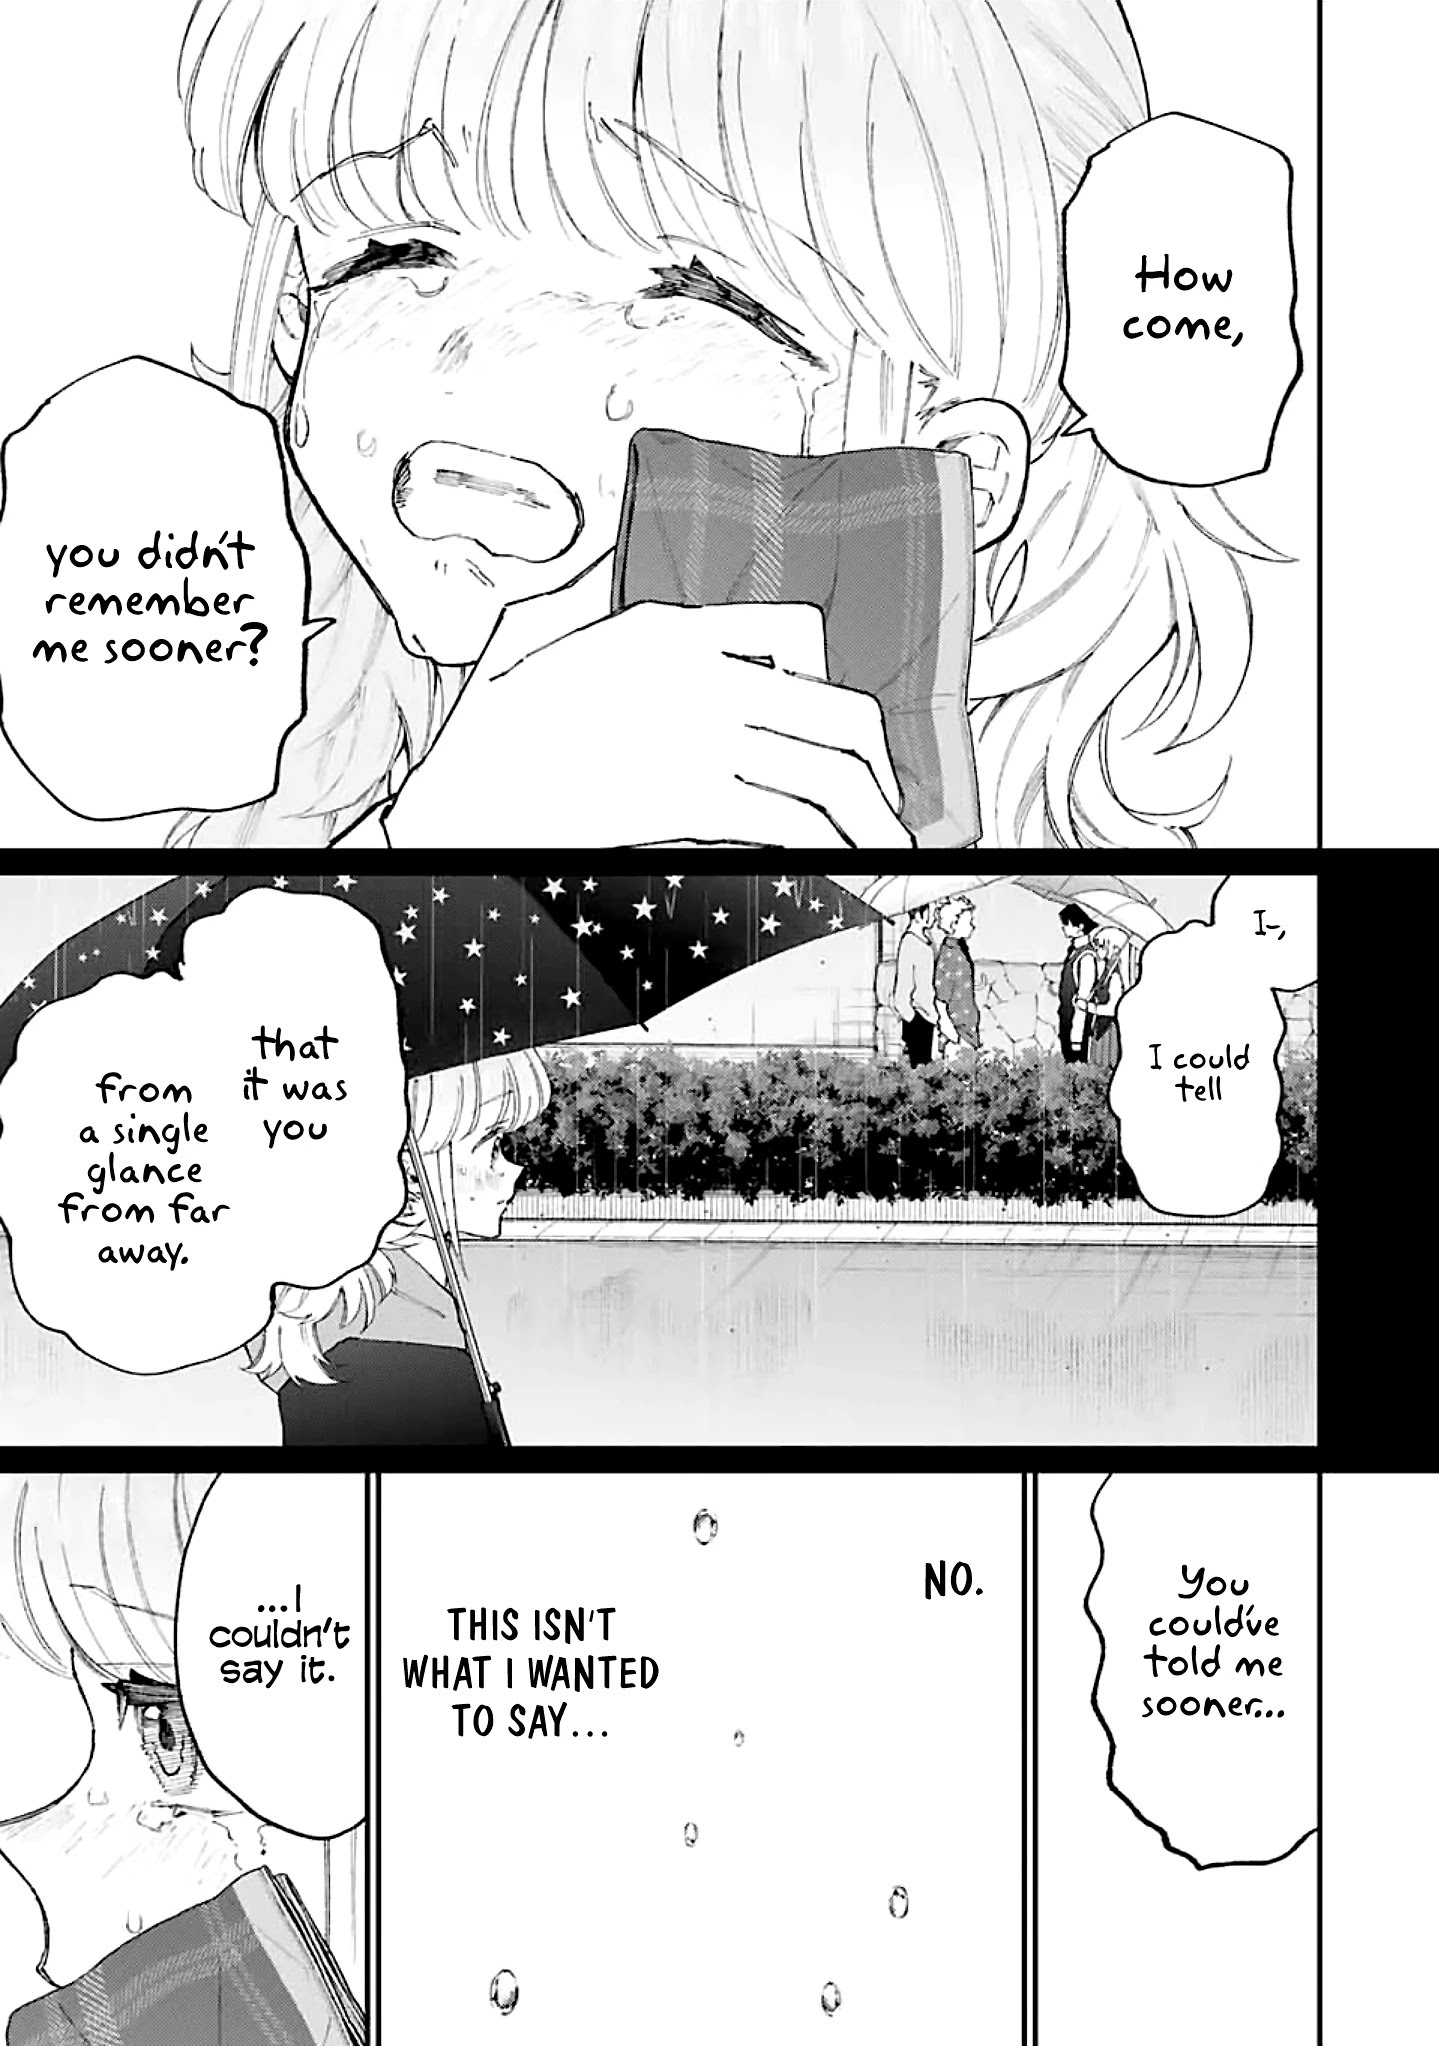 How
come,
you didn't
remember
me sooner?
I-,
I could
tell
that
it was
you
from
a single
glance
from far
away.
You
could've
told me
sooner...
NO.
THIS ISN'T
WHAT I WANTED
TO SAY...
...I
couldn't
say it.